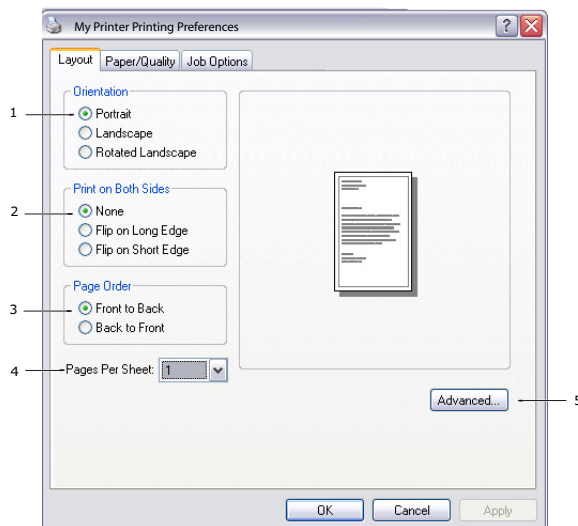 My Printer Printing Preferences
Layout Paper/Quality Job Options
Orientation
1 Portrait
Landscape
Rotated Landscape
Print on Both Sides
2 None
Flip on Long Edge
Flip on Short Edge
Page Order
3 Front to Back
Back to Front
4 Pages Per Sheet: 1
Advanced... 5
OK Cancel Apply